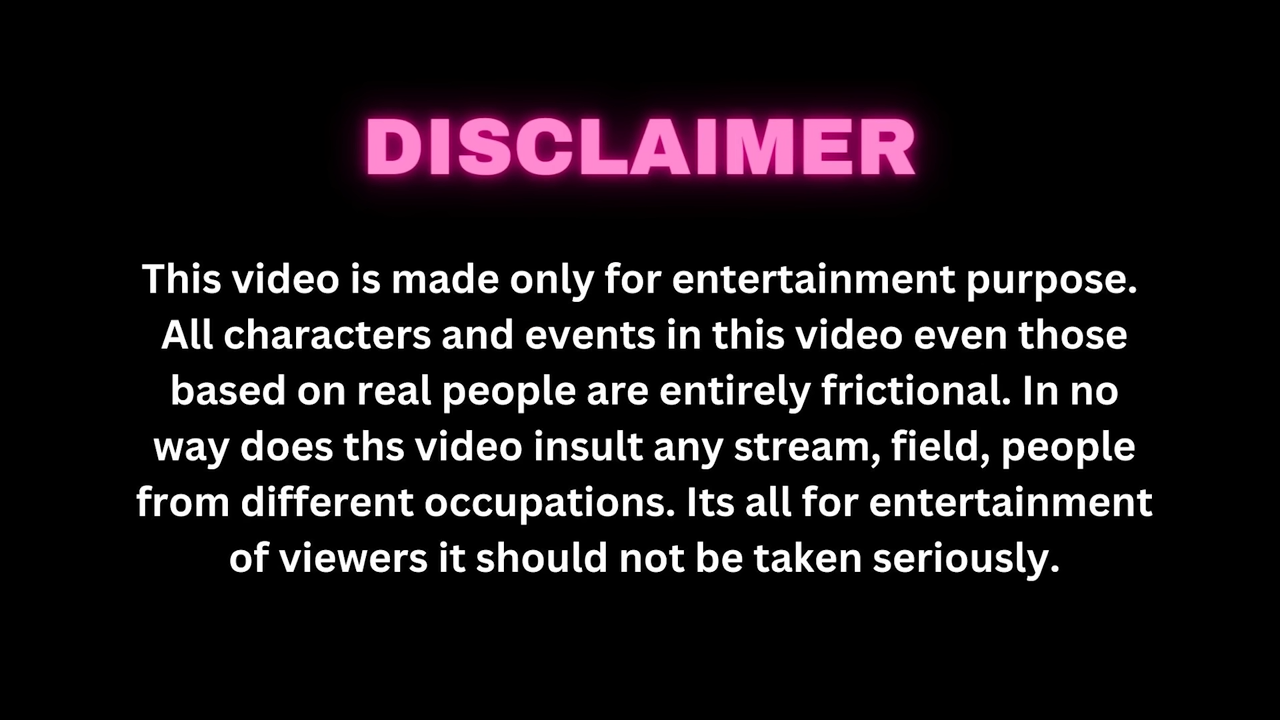 DISCLAIMER
This video is made only for entertainment purpose.
All characters and events in this video even those
based on real people are entirely frictional. In no
way does ths video insult any stream, field, people
from different occupations. Its all for entertainment
of viewers it should not be taken seriously.